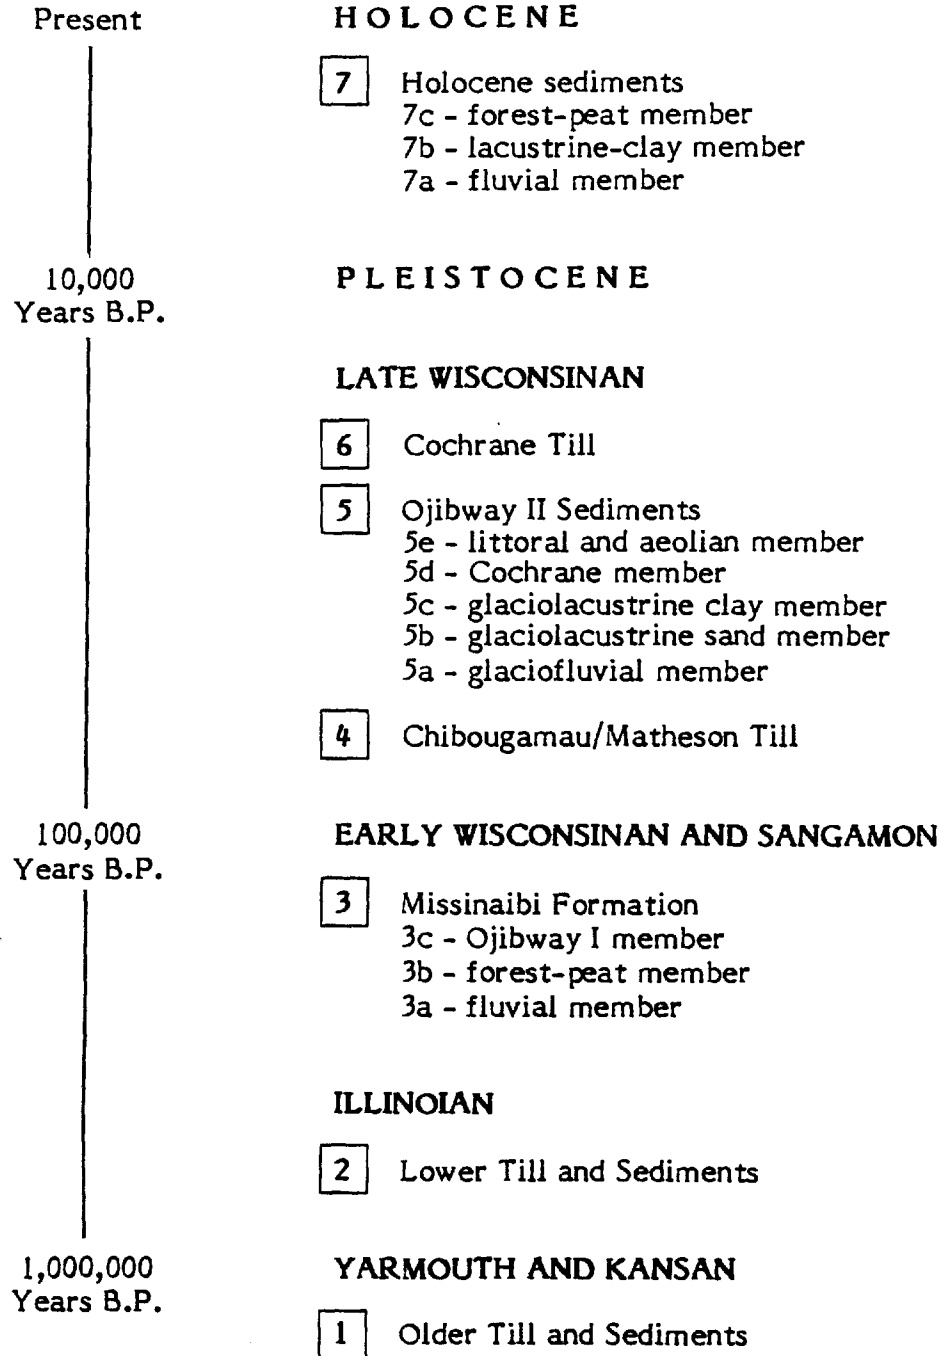 Present
HOLOCENE
7 Holocene sediments
7c - forest-peat member
7b - lacustrine-clay member
7a - fluvial member
10,000
Years B.P.
PLEISTOCENE
LATE WISCONSINAN
6 Cochrane Till
5 Ojibway II Sediments
5e - littoral and aeolian member
5d - Cochrane member
5c - glaciolacustrine clay member
5b - glaciolacustrine sand member
5a - glaciofluvial member
4 Chibougamau/Matheson Till
100,000
Years B.P.
EARLY WISCONSINAN AND SANGAMON
3 Missinaibi Formation
3c - Ojibway I member
3b - forest-peat member
3a - fluvial member
ILLINOIAN
2 Lower Till and Sediments
1,000,000
Years B.P.
YARMOUTH AND KANSAN
1 Older Till and Sediments